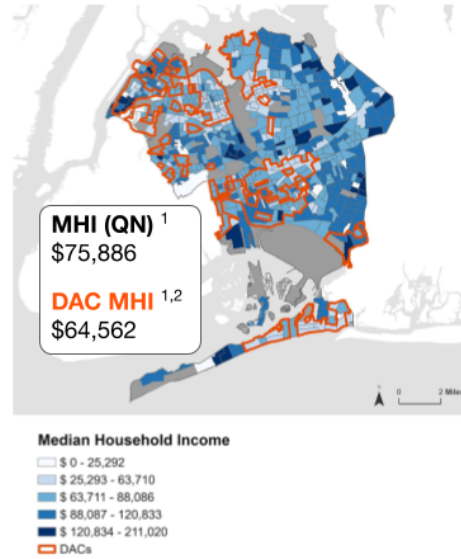 MHI (QN) 1
$75,886
DAC MHI 1,2
$64,562
N
0 2 Miles
Median Household Income
$ 0 - 25,292
$ 25,293 - 63,710
$ 63,711 - 88,086
$ 88,087 - 120,833
$ 120,834 - 211,020
DACs